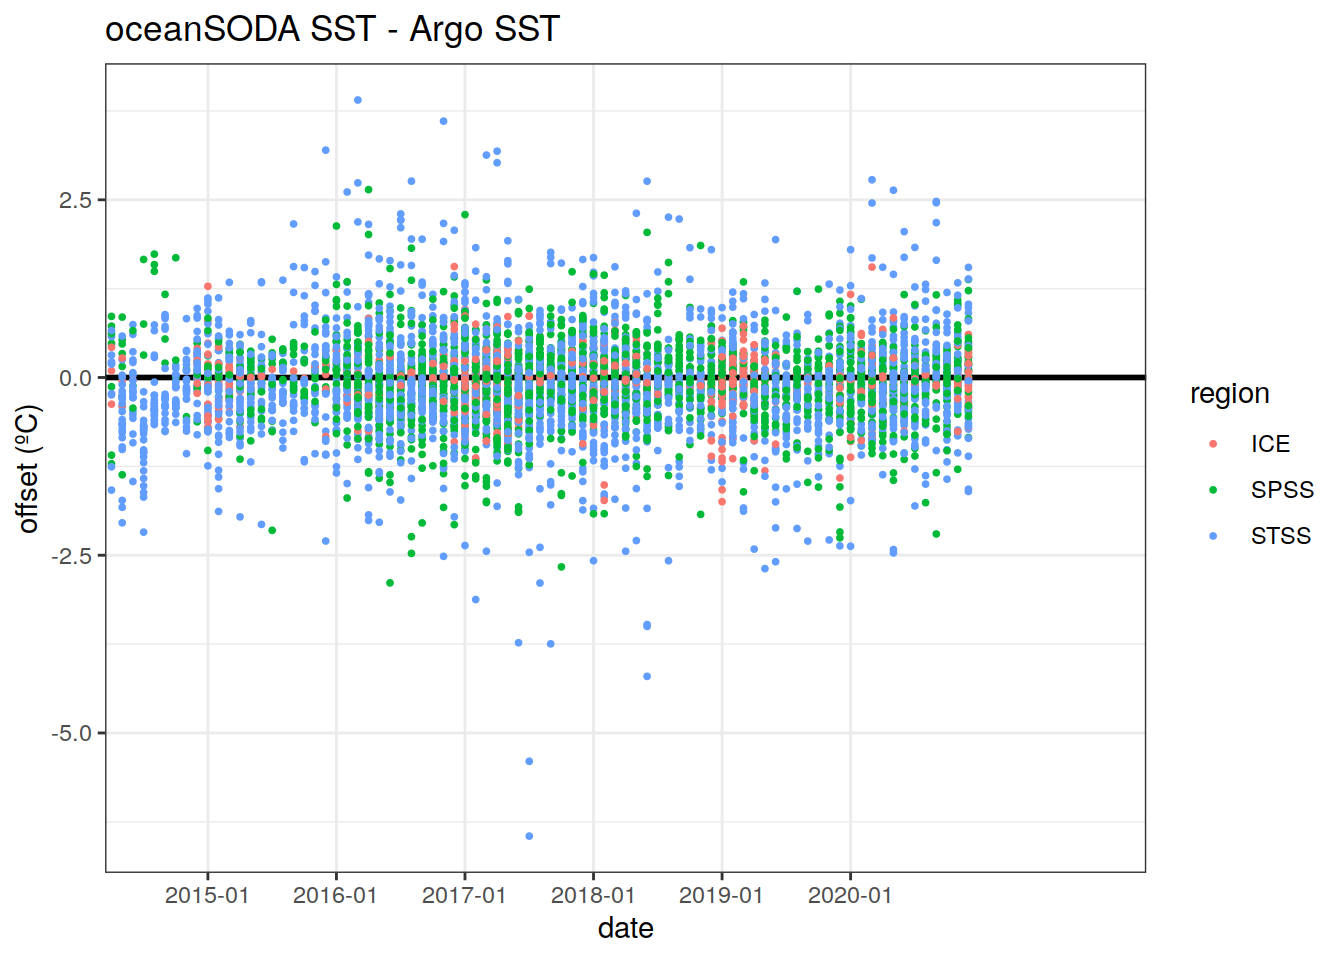 oceanSODA SST - Argo SST
2.5
0.0
-2.5
-5.0
offset (ºC)
2015-01 2016-01 2017-01 2018-01 2019-01 2020-01
date
region
ICE
SPSS
STSS